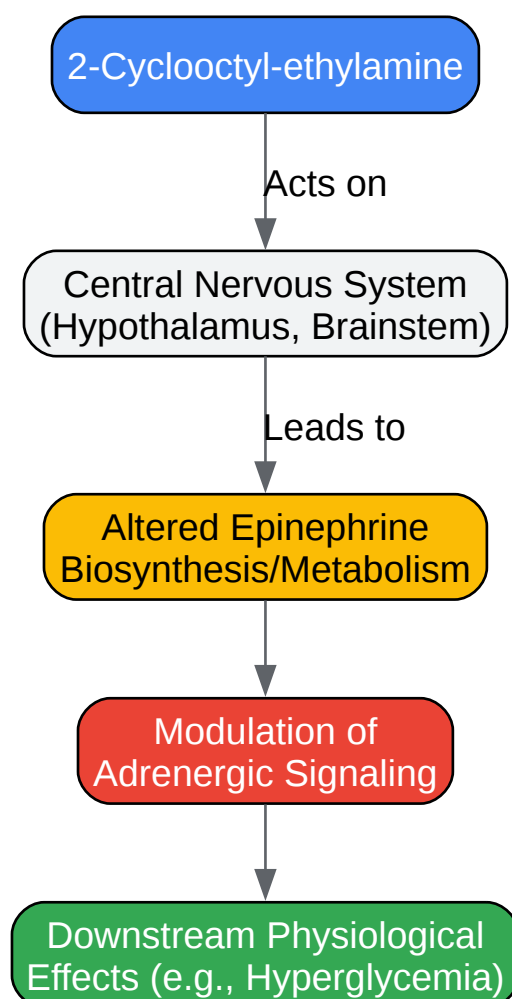 2-Cyclooctyl-ethylamine
Acts on
Central Nervous System
(Hypothalamus, Brainstem)
Leads to
Altered Epinephrine
Biosynthesis/Metabolism
Modulation of
Adrenergic Signaling
Downstream Physiological
Effects (e.g., Hyperglycemia)